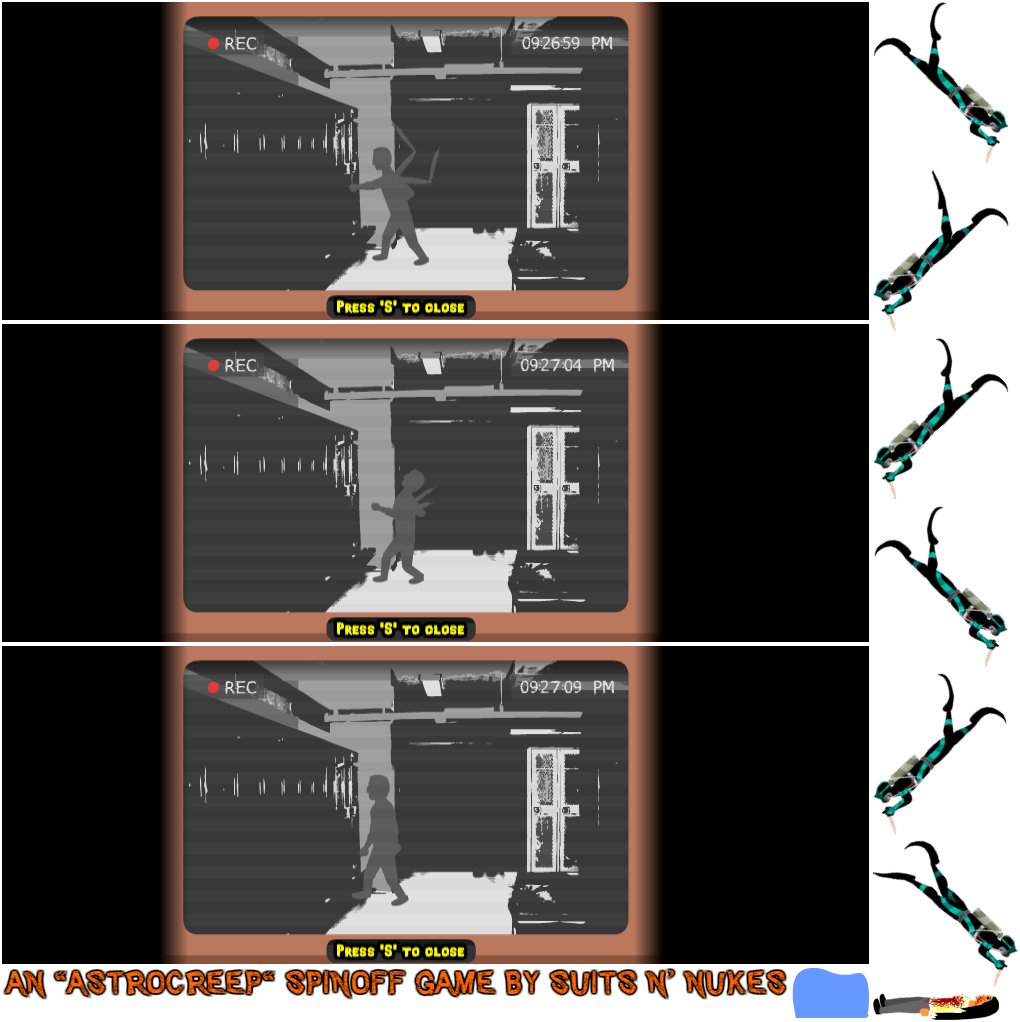 REC 09:26:59 PM
PRESS 'S' TO CLOSE
REC 09:27:04 PM
PRESS 'S' TO CLOSE
REC 09:27:09 PM
PRESS 'S' TO CLOSE
AN "ASTROCREEP" SPINOFF GAME BY SUITS N' NUKES